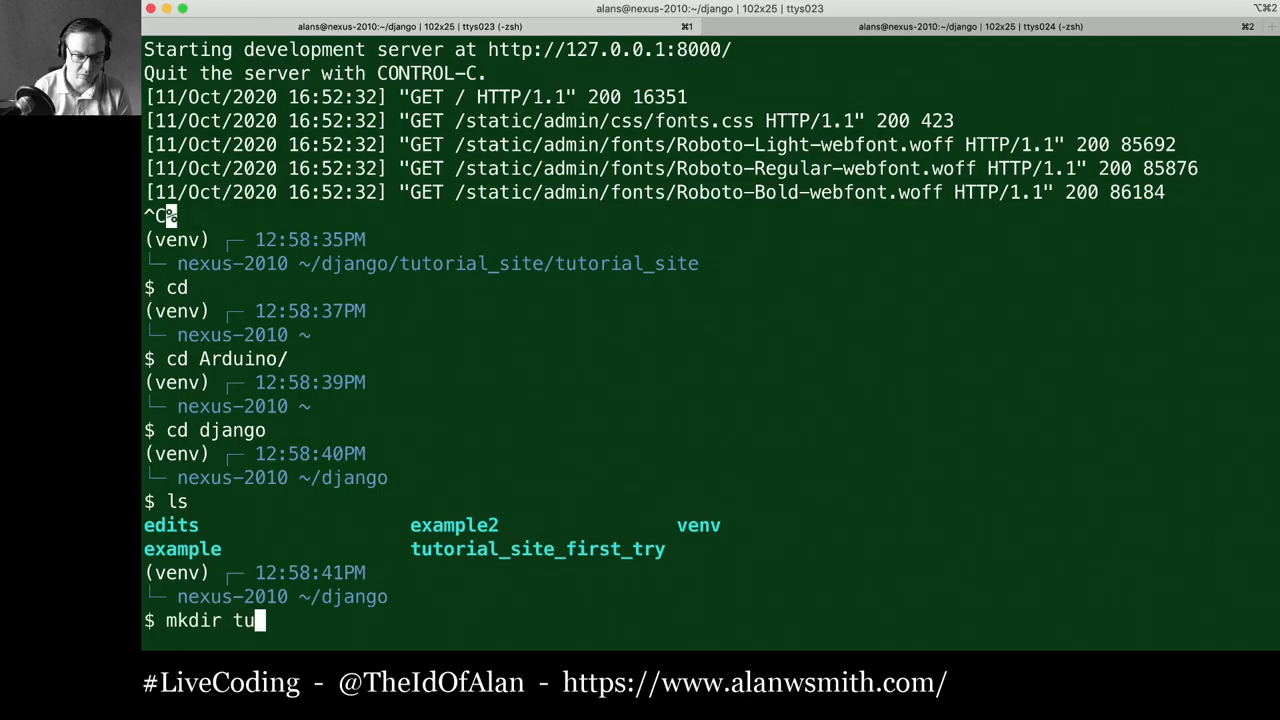 alans@nexus-2010:~/django | 102x25 | ttys023
⌥⌘2
alans@nexus-2010:~/django | 102x25 | ttys023 (-zsh)
⌘1
alans@nexus-2010:~/django | 102x25 | ttys024 (-zsh)
⌘2
Starting development server at http://127.0.0.1:8000/
Quit the server with CONTROL-C.
[11/Oct/2020 16:52:32] "GET / HTTP/1.1" 200 16351
[11/Oct/2020 16:52:32] "GET /static/admin/css/fonts.css HTTP/1.1" 200 423
[11/Oct/2020 16:52:32] "GET /static/admin/fonts/Roboto-Light-webfont.woff HTTP/1.1" 200 85692
[11/Oct/2020 16:52:32] "GET /static/admin/fonts/Roboto-Regular-webfont.woff HTTP/1.1" 200 85876
[11/Oct/2020 16:52:32] "GET /static/admin/fonts/Roboto-Bold-webfont.woff HTTP/1.1" 200 86184
^C%
(venv) ┌─ 12:58:35PM
└─ nexus-2010 ~/django/tutorial_site/tutorial_site
$ cd
(venv) ┌─ 12:58:37PM
└─ nexus-2010 ~
$ cd Arduino/
(venv) ┌─ 12:58:39PM
└─ nexus-2010 ~
$ cd django
(venv) ┌─ 12:58:40PM
└─ nexus-2010 ~/django
$ ls
edits example2 venv
example tutorial_site_first_try
(venv) ┌─ 12:58:41PM
└─ nexus-2010 ~/django
$ mkdir tu
#LiveCoding - @TheIdOfAlan - https://www.alanwsmith.com/